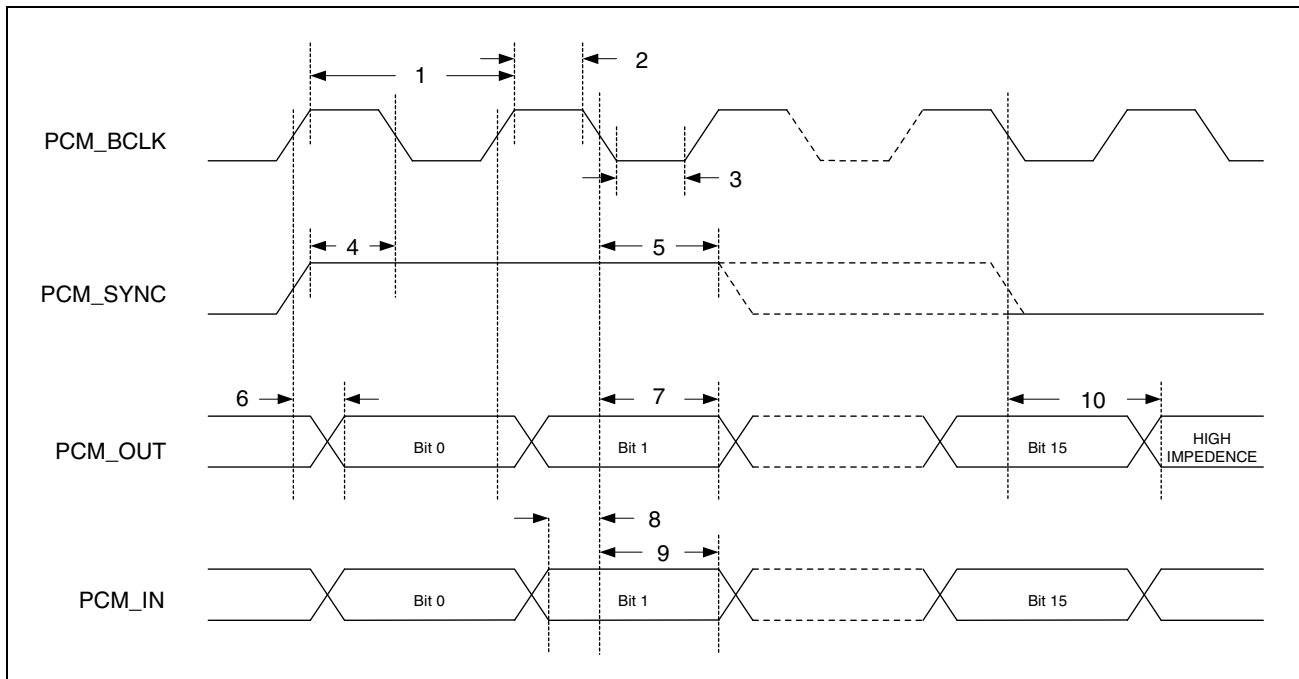 1
2
PCM_BCLK
3
4
5
PCM_SYNC
6
7
10
PCM_OUT
Bit 0
Bit 1
Bit 15
HIGH
IMPEDENCE
8
9
PCM_IN
Bit 0
Bit 1
Bit 15